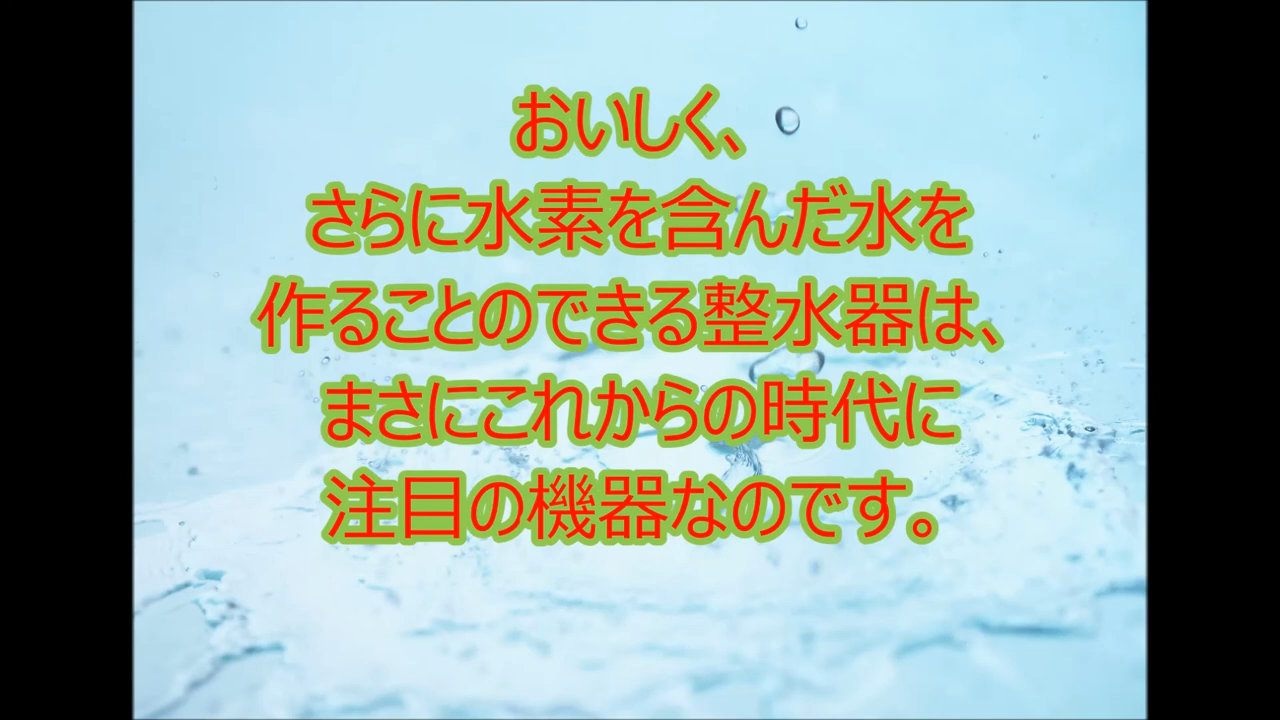 おいしく、
さらに水素を含んだ水を
作ることのできる整水器は、
まさにこれからの時代に
注目の機器なのです。